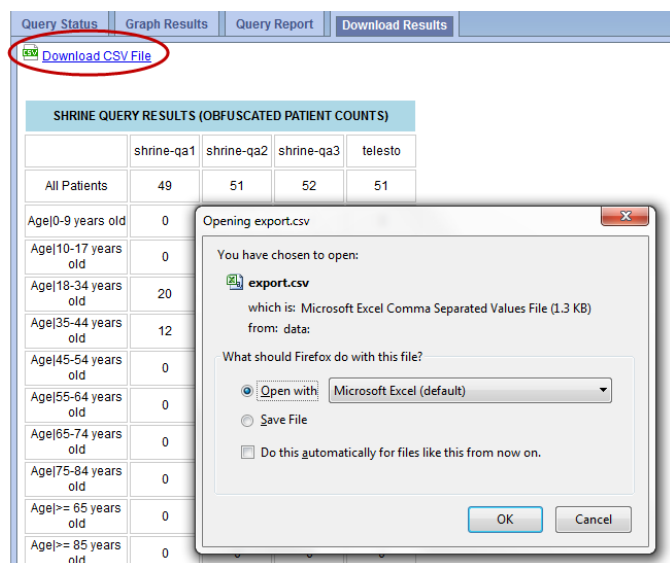 Query Status
Graph Results
Query Report
Download Results
CSV
Download CSV File
SHRINE QUERY RESULTS (OBFUSCATED PATIENT COUNTS)
shrine-qa1 shrine-qa2 shrine-qa3 telesto
All Patients 49 51 52 51
Age|0-9 years old 0
Age|10-17 years
old
0
Age|18-34 years
old
20
Age|35-44 years
old
12
Age|45-54 years
old
0
Age|55-64 years
old
0
Age|65-74 years
old
0
Age|75-84 years
old
0
Age|>= 65 years
old
0
Age|>= 85 years
old
0
Opening export.csv
You have chosen to open:
export.csv
which is: Microsoft Excel Comma Separated Values File (1.3 KB)
from: data:
What should Firefox do with this file?
Open with Microsoft Excel (default)
Save File
Do this automatically for files like this from now on.
OK Cancel